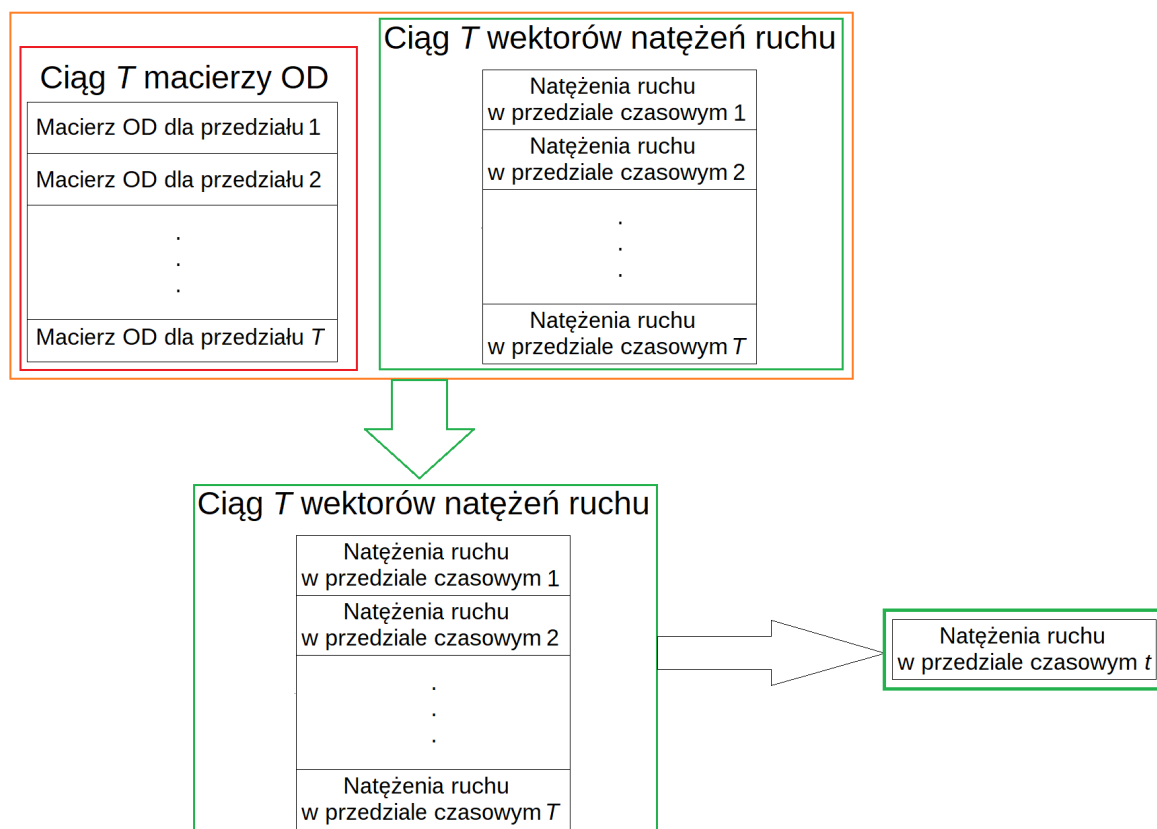 Ciąg T macierzy OD
Macierz OD dla przedziału 1
Macierz OD dla przedziału 2
.
.
.
Macierz OD dla przedziału T
Ciąg T wektorów natężeń ruchu
Natężenia ruchu
w przedziale czasowym 1
Natężenia ruchu
w przedziale czasowym 2
.
.
.
Natężenia ruchu
w przedziale czasowym T
Ciąg T wektorów natężeń ruchu
Natężenia ruchu
w przedziale czasowym 1
Natężenia ruchu
w przedziale czasowym 2
.
.
.
Natężenia ruchu
w przedziale czasowym T
Natężenia ruchu
w przedziale czasowym t